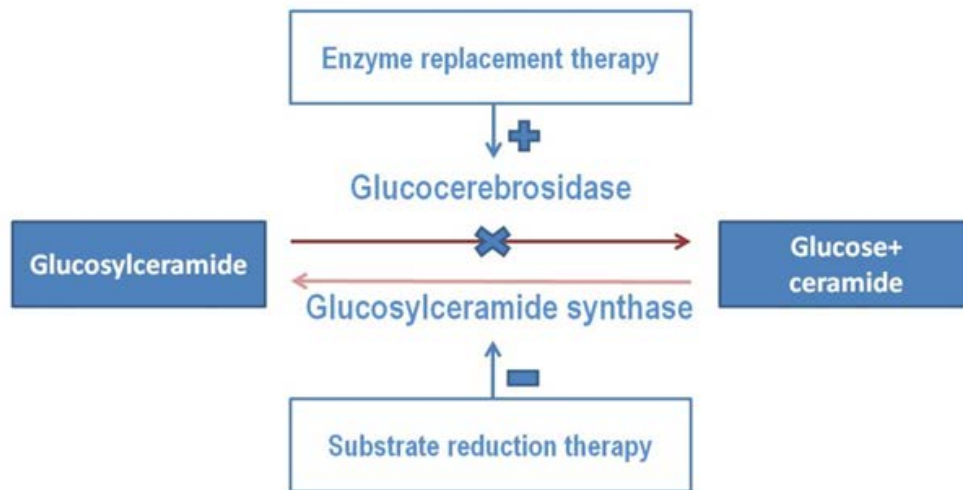 Enzyme replacement therapy
Glucocerebrosidase
Glucosylceramide
Glucose+
ceramide
Glucosylceramide synthase
Substrate reduction therapy